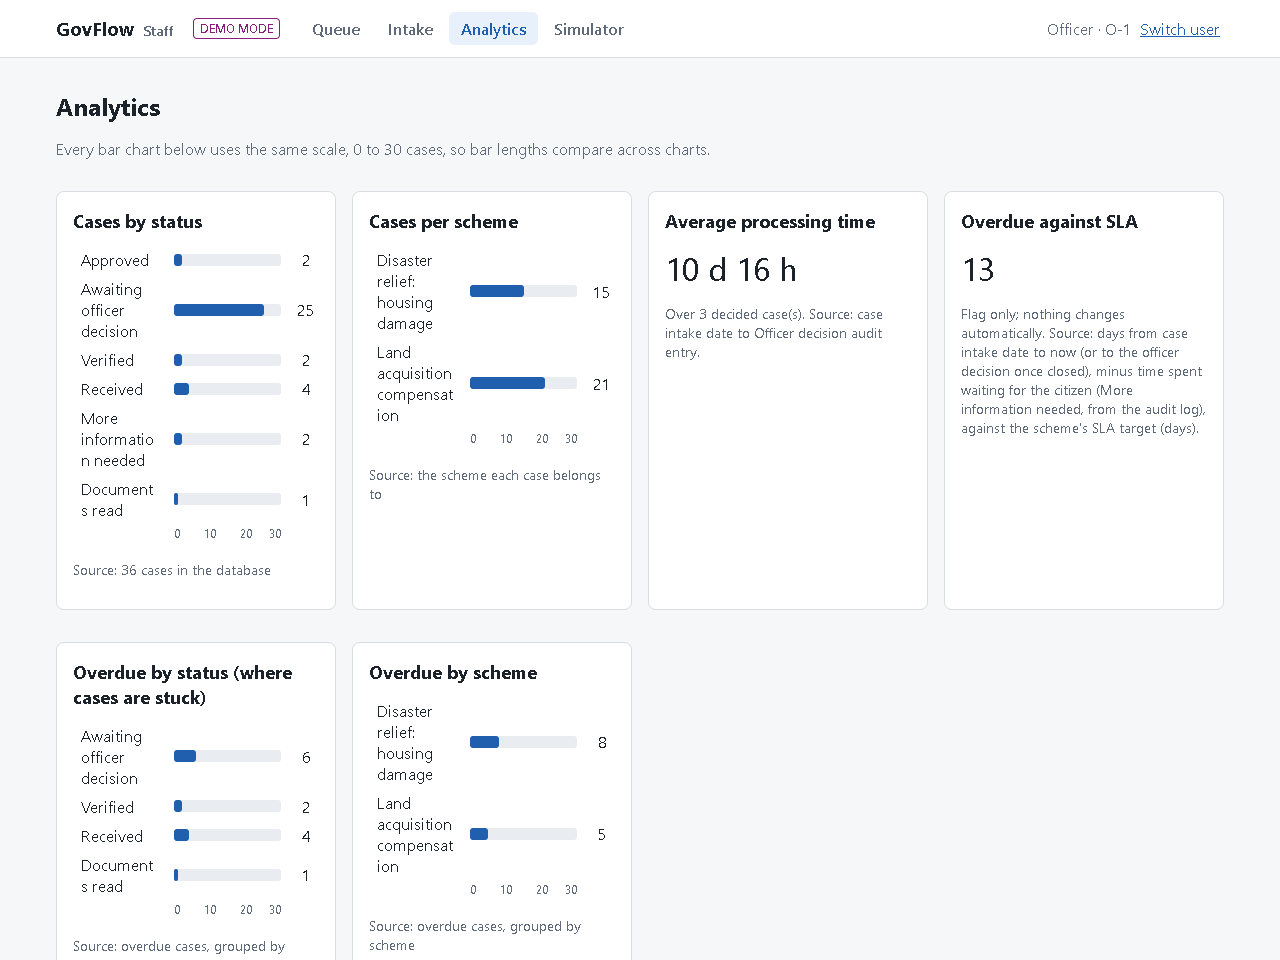 GovFlow Staff DEMO MODE Queue Intake Analytics Simulator Officer · O-1 Switch user
Analytics
Every bar chart below uses the same scale, 0 to 30 cases, so bar lengths compare across charts.
Cases by status
Approved 2
Awaiting
officer 25
decision
Verified 2
Received 4
More
informatio 2
n needed
Document
s read 1
0 10 20 30
Source: 36 cases in the database
Cases per scheme
Disaster
relief:
housing 15
damage
Land
acquisition
compensat 21
ion
0 10 20 30
Source: the scheme each case belongs
to
Average processing time
10 d 16 h
Over 3 decided case(s). Source: case
intake date to Officer decision audit
entry.
Overdue against SLA
13
Flag only; nothing changes
automatically. Source: days from case
intake date to now (or to the officer
decision once closed), minus time spent
waiting for the citizen (More
information needed, from the audit log),
against the scheme's SLA target (days).
Overdue by status (where
cases are stuck)
Awaiting
officer 6
decision
Verified 2
Received 4
Document
s read 1
0 10 20 30
Source: overdue cases, grouped by
Overdue by scheme
Disaster
relief:
housing 8
damage
Land
acquisition
compensat 5
ion
0 10 20 30
Source: overdue cases, grouped by
scheme